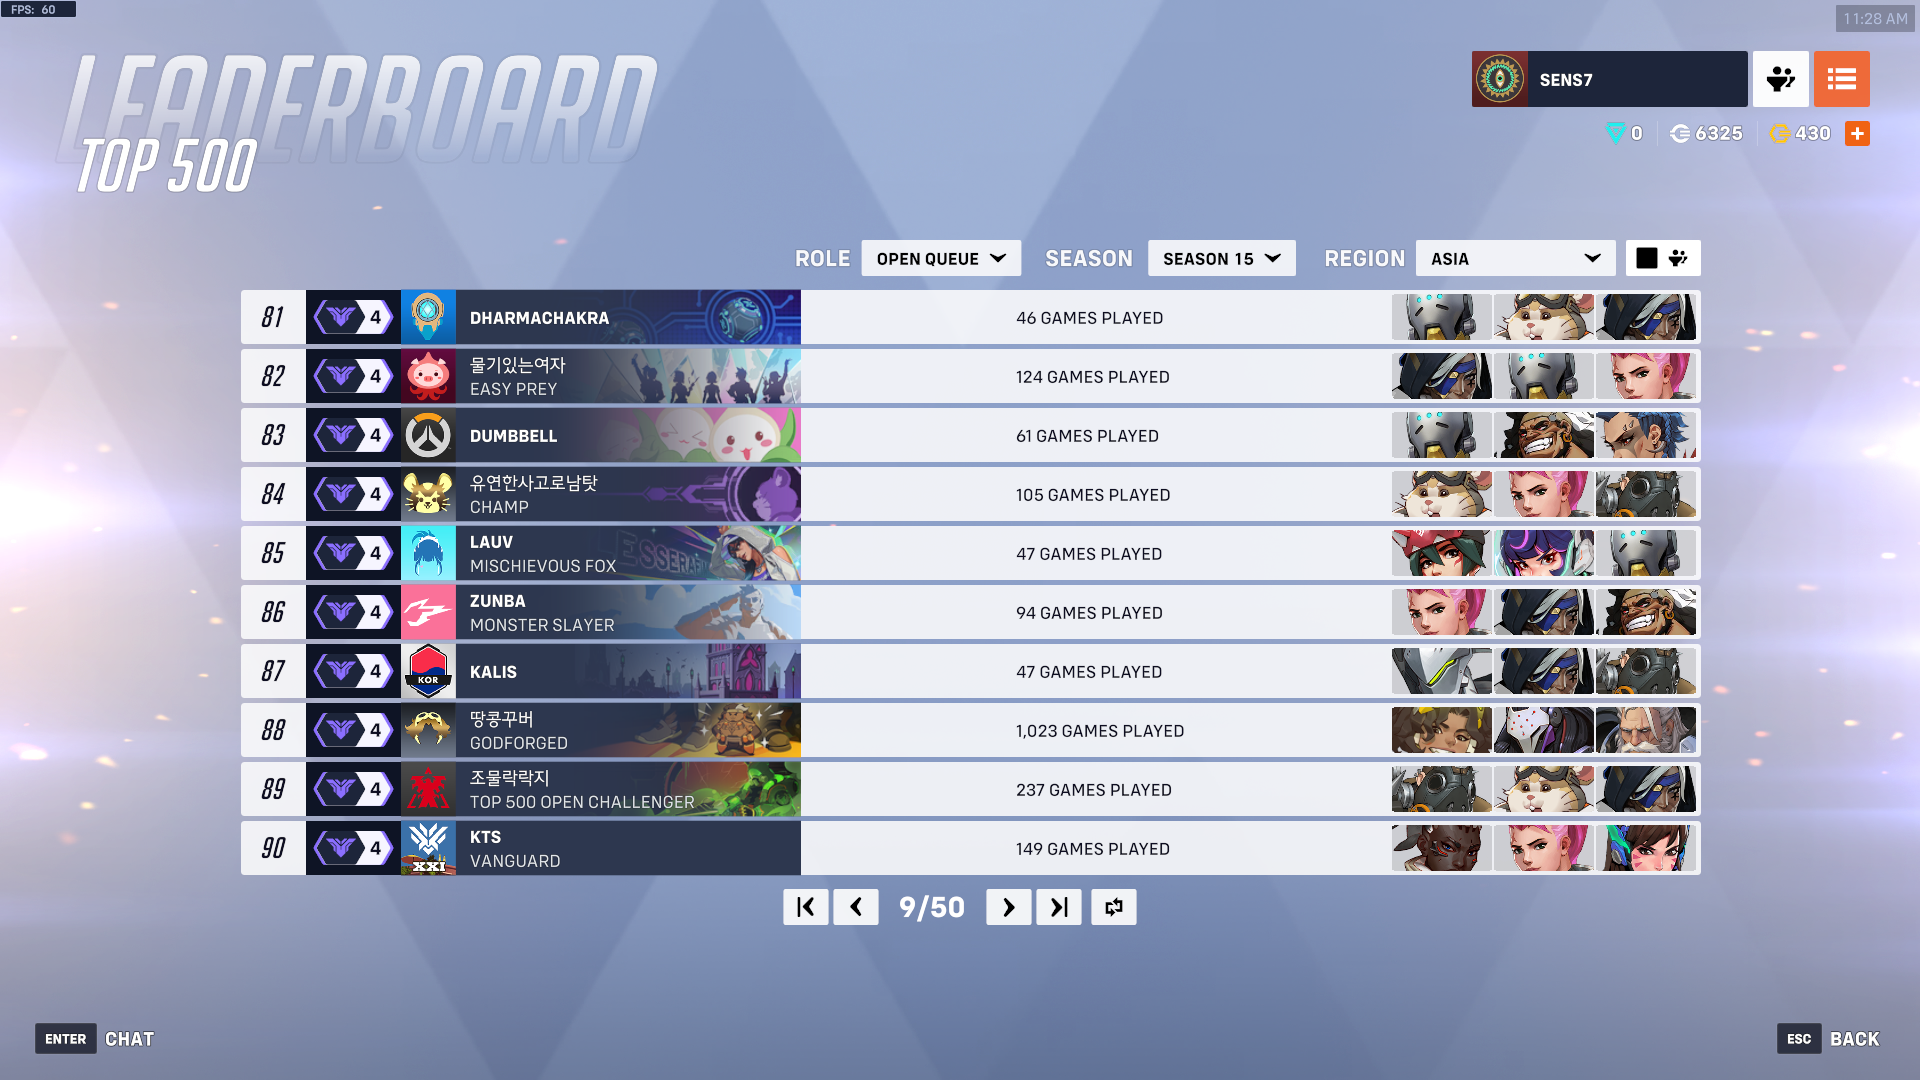 FPS: 60
11:28 AM
LEADERBOARD
TOP 500
SENS7
0 6325 430
ROLE OPEN QUEUE SEASON SEASON 15 REGION ASIA
81 4 DHARMACHAKRA 46 GAMES PLAYED
82 4 물기있는여자 124 GAMES PLAYED
EASY PREY
83 4 DUMBBELL 61 GAMES PLAYED
84 4 유연한사고로남탓 105 GAMES PLAYED
CHAMP
85 4 LAUV 47 GAMES PLAYED
MISCHIEVOUS FOX
ESSERAFIM
86 4 ZUNBA 94 GAMES PLAYED
MONSTER SLAYER
87 4 KOR KALIS 47 GAMES PLAYED
88 4 땅콩꾸버 1,023 GAMES PLAYED
GODFORGED
89 4 조물락락지 237 GAMES PLAYED
TOP 500 OPEN CHALLENGER
90 4 XXI KTS 149 GAMES PLAYED
VANGUARD
9/50
ENTER CHAT
ESC BACK